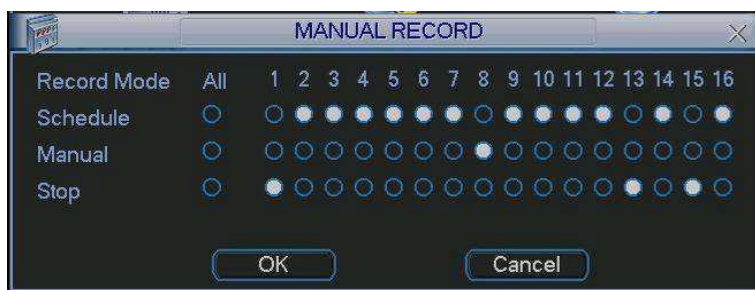 MANUAL RECORD
Record Mode All 1 2 3 4 5 6 7 8 9 10 11 12 13 14 15 16
Schedule
Manual
Stop
OK Cancel